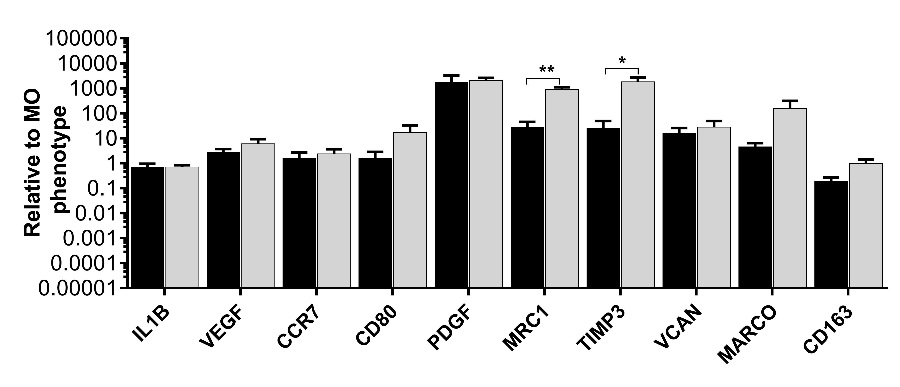 Relative to MO
phenotype
100000
10000
1000
100
10
1
0.1
0.01
0.001
0.0001
0.00001
**
*
IL1B
VEGF
CCR7
CD80
PDGF
MRC1
TIMP3
VCAN
MARCO
CD163